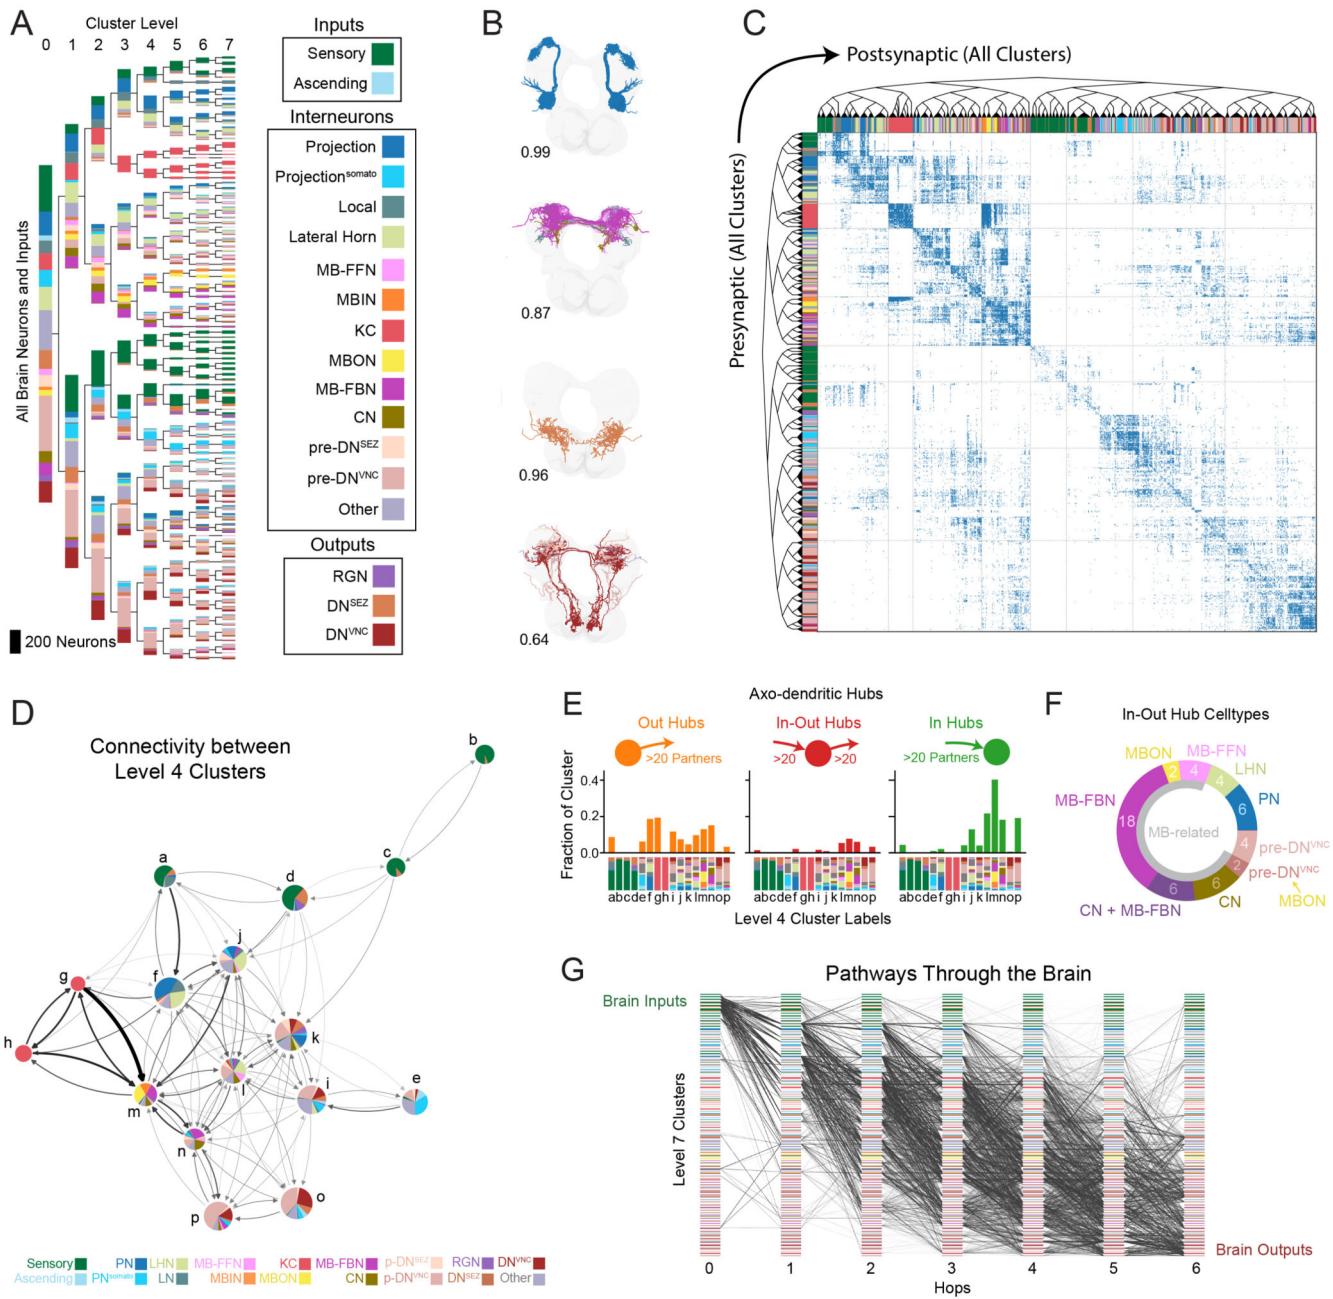 A
Cluster Level
0 1 2 3 4 5 6 7
All Brain Neurons and Inputs
200 Neurons
Inputs
Sensory
Ascending
Interneurons
Projection
Projection^somato
Local
Lateral Horn
MB-FFN
MBIN
KC
MBON
MB-FBN
CN
pre-DN^SEZ
pre-DN^VNC
Other
Outputs
RGN
DN^SEZ
DN^VNC
B
0.99
0.87
0.96
0.64
C
Postsynaptic (All Clusters)
Presynaptic (All Clusters)
D
Connectivity between
Level 4 Clusters
b
a
c
d
j
g
f
k
h
l
i
e
m
n
o
p
Sensory PN LHN MB-FFN KC MB-FBN p-DN^SEZ RGN DN^VNC
Ascending PN^somato LN MBIN MBON CN p-DN^VNC DN^SEZ Other
E
Axo-dendritic Hubs
Out Hubs
>20 Partners
In-Out Hubs
>20 >20
In Hubs
>20 Partners
Fraction of Cluster
0.4
0.2
0.0
abcde f gh i j k lmnop
abcde f gh i j k lmnop
abcde f gh i j k lmnop
Level 4 Cluster Labels
F
In-Out Hub Celltypes
MBON
MB-FFN
LHN
PN
MB-FBN
2
4
4
6
18
MB-related
4
pre-DN^VNC
2
pre-DN^VNC
6
6
CN + MB-FBN
CN
MBON
G
Pathways Through the Brain
Brain Inputs
Level 7 Clusters
Brain Outputs
0 1 2 3 4 5 6
Hops